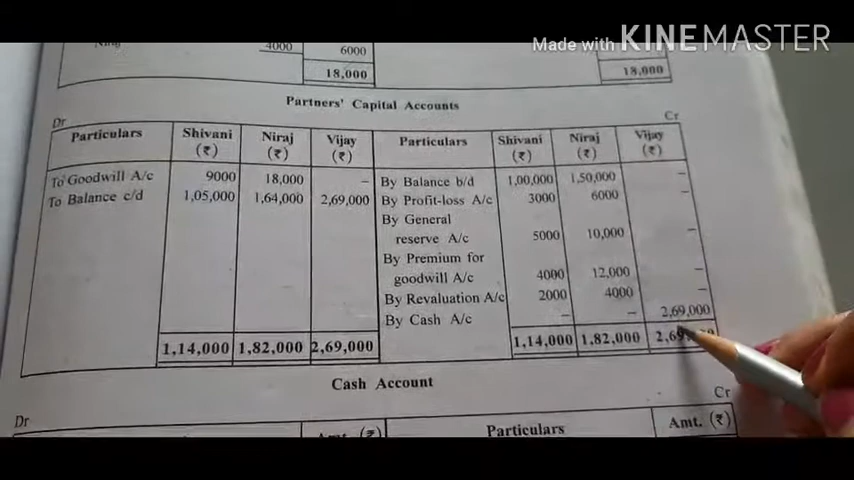 Made with KINEMASTER
4000 6000
18,000 18,000
Partners' Capital Accounts
Dr Cr
Particulars Shivani (₹) Niraj (₹) Vijay (₹) Particulars Shivani (₹) Niraj (₹) Vijay (₹)
To Goodwill A/c 9000 18,000 – By Balance b/d 1,00,000 1,50,000 –
To Balance c/d 1,05,000 1,64,000 2,69,000 By Profit-loss A/c 3000 6000 –
By General
reserve A/c 5000 10,000 –
By Premium for
goodwill A/c 4000 12,000 –
By Revaluation A/c 2000 4000 –
By Cash A/c – – 2,69,000
1,14,000 1,82,000 2,69,000 1,14,000 1,82,000
Cash Account
Dr Cr
Amt. (₹) Particulars Amt. (₹)